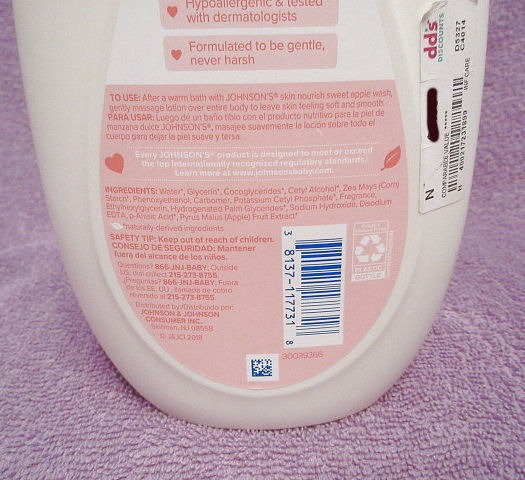 Hypoallergenic & tested
with dermatologists
Formulated to be gentle,
never harsh
TO USE: After a warm bath with JOHNSON'S® skin nourish sweet apple wash,
gently massage lotion over entire body to leave skin feeling soft and smooth.
PARA USAR: Luego de un baño tibio con el producto nutritivo para la piel de
manzana dulce JOHNSON'S®, masajee suavemente la loción sobre todo el
cuerpo para dejar la piel suave y tersa.
Every JOHNSON'S® product is designed to meet or exceed
the top internationally recognized regulatory standards.
Learn more at www.johnsonsbaby.com.
INGREDIENTS: Water*, Glycerin*, Cocoglycerides*, Cetyl Alcohol*, Zea Mays (Corn)
Starch*, Phenoxyethanol, Carbomer, Potassium Cetyl Phosphate*, Fragrance,
Ethylhexylglycerin, Hydrogenated Palm Glycerides*, Sodium Hydroxide, Disodium
EDTA, p-Anisic Acid*, Pyrus Malus (Apple) Fruit Extract*
*naturally-derived ingredients
SAFETY TIP: Keep out of reach of children.
CONSEJO DE SEGURIDAD: Mantener
fuera del alcance de los niños.
Questions? 866-JNJ-BABY; Outside
US, dial collect 215-273-8755.
¿Preguntas? 866-JNJ-BABY; Fuera
de los EE. UU., llamada de cobro
revertido al 215-273-8755.
Distributed by/Distribuido por:
JOHNSON & JOHNSON
CONSUMER INC.
Skillman, NJ 08558
© J&JCI 2018
3 8137-117731 8
30039366
PLASTIC
BOTTLE
dd's
DISCOUNTS
D5327
C4014
INF CARE
COMPARABLE VALUE
N
400217231899